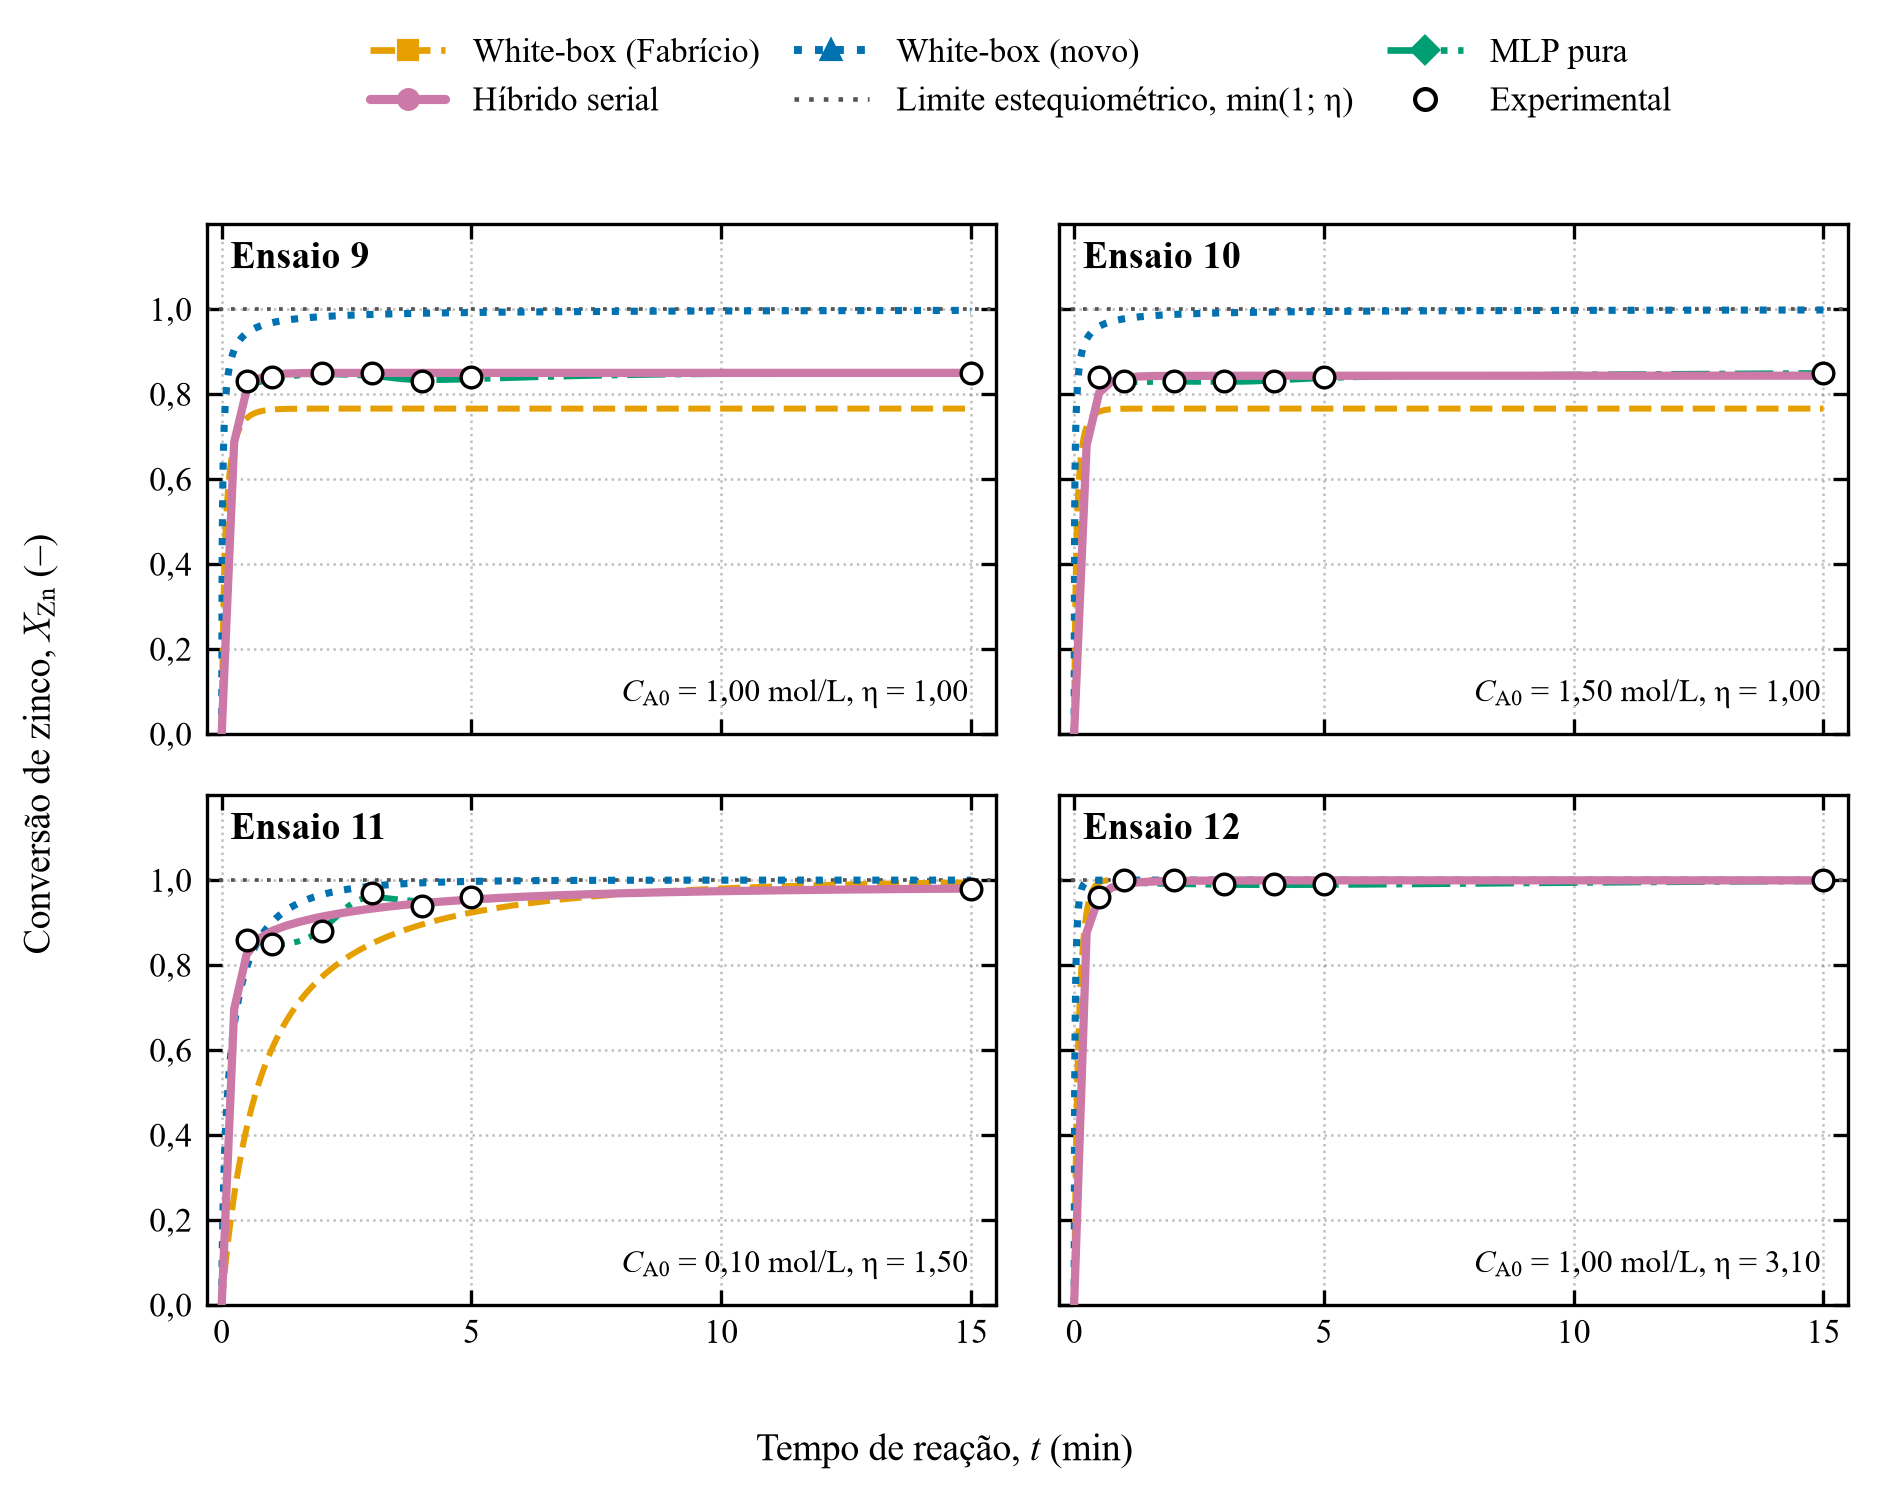 White-box (Fabrício) White-box (novo) MLP pura
Híbrido serial Limite estequiométrico, min(1; η) Experimental
Ensaio 9
Ensaio 10
1,0
0,8
0,6
0,4
0,2
0,0
C_A0 = 1,00 mol/L, η = 1,00
C_A0 = 1,50 mol/L, η = 1,00
Conversão de zinco, X_Zn (−)
Ensaio 11
Ensaio 12
1,0
0,8
0,6
0,4
0,2
0,0
C_A0 = 0,10 mol/L, η = 1,50
C_A0 = 1,00 mol/L, η = 3,10
0 5 10 15
0 5 10 15
Tempo de reação, t (min)